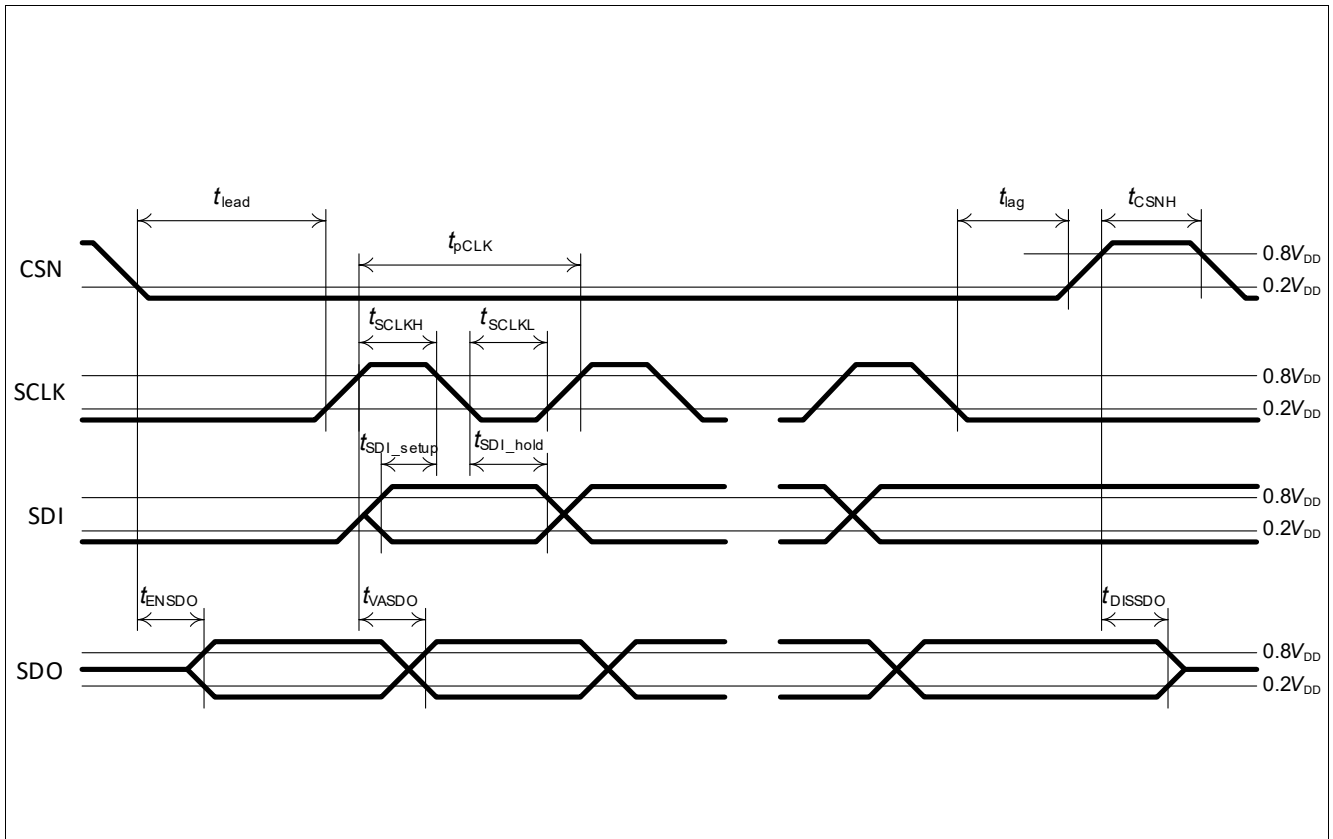 tlead
tlag
tCSNH
tpCLK
CSN
0.8VDD
0.2VDD
tSCLKH
tSCLKL
SCLK
0.8VDD
0.2VDD
tSDI_setup
tSDI_hold
SDI
0.8VDD
0.2VDD
tENSDO
tVASDO
tDISSDO
SDO
0.8VDD
0.2VDD